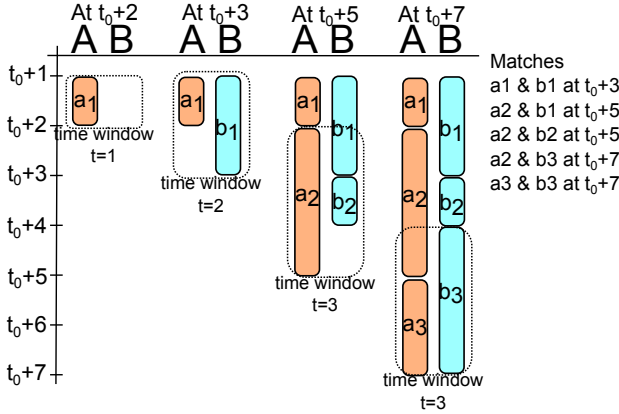 At t0+2 At t0+3 At t0+5 At t0+7
A B A B A B A B
Matches
a1 & b1 at t0+3
a2 & b1 at t0+5
a2 & b2 at t0+5
a2 & b3 at t0+7
a3 & b3 at t0+7
t0+1
t0+2
t0+3
t0+4
t0+5
t0+6
t0+7
a1
time window
t=1
a1
b1
time window
t=2
a1
b1
a2
b2
time window
t=3
a1
b1
a2
b2
b3
a3
time window
t=3